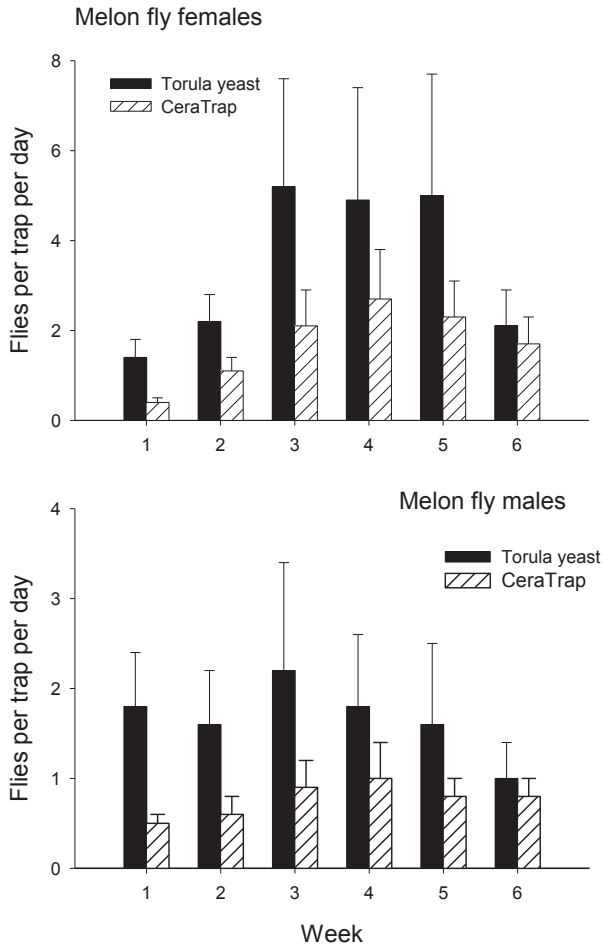 Melon fly females
8
Torula yeast
CeraTrap
6
4
2
0
Flies per trap per day
1 2 3 4 5 6
Melon fly males
4
Torula yeast
CeraTrap
3
2
1
0
Flies per trap per day
1 2 3 4 5 6
Week